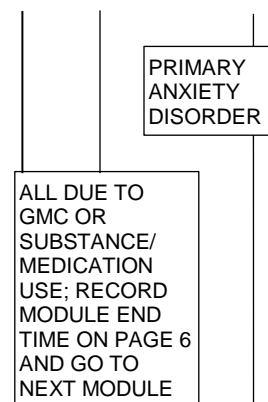 PRIMARY
ANXIETY
DISORDER
ALL DUE TO
GMC OR
SUBSTANCE/
MEDICATION
USE; RECORD
MODULE END
TIME ON PAGE 6
AND GO TO
NEXT MODULE